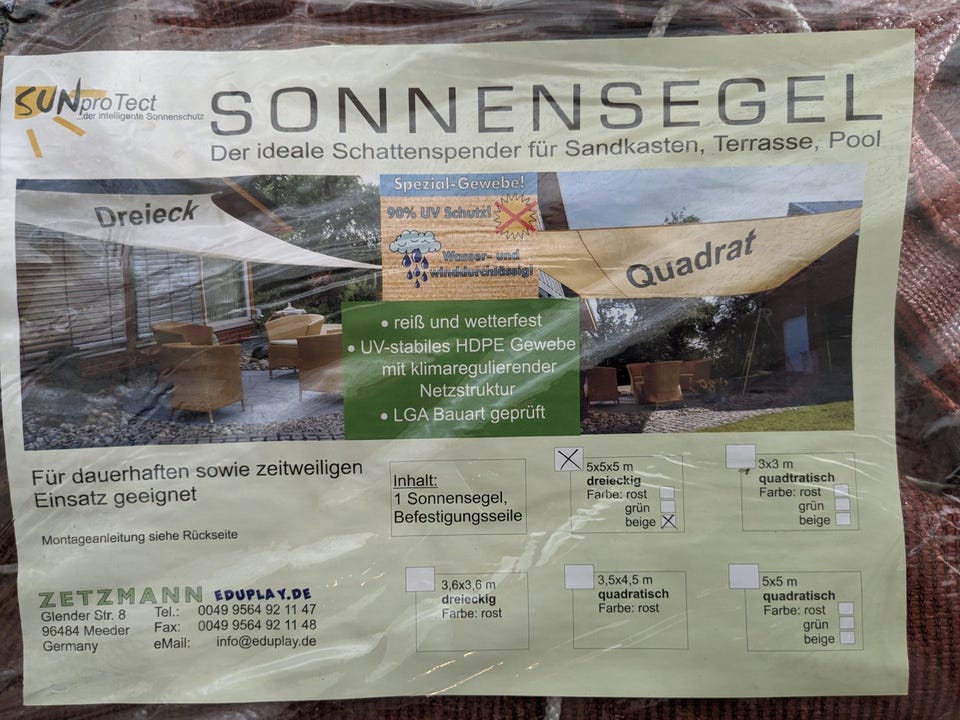 SUNproTect
...der intelligente Sonnenschutz
SONNENSEGEL
Der ideale Schattenspender für Sandkasten, Terrasse, Pool
Dreieck
Spezial-Gewebe!
90% UV Schutz!
Wasser- und
winddurchlässig!
Quadrat
• reiß und wetterfest
• UV-stabiles HDPE Gewebe
mit klimaregulierender
Netzstruktur
• LGA Bauart geprüft
Für dauerhaften sowie zeitweiligen
Einsatz geeignet
Montageanleitung siehe Rückseite
Inhalt:
1 Sonnensegel,
Befestigungsseile
5x5x5 m
dreieckig
Farbe: rost
grün
beige
3x3 m
quadtratisch
Farbe: rost
grün
beige
3,6x3,6 m
dreieckig
Farbe: rost
3,5x4,5 m
quadratisch
Farbe: rost
5x5 m
quadratisch
Farbe: rost
grün
beige
ZETZMANN EDUPLAY.DE
Glender Str. 8 Tel.: 0049 9564 92 11 47
96484 Meeder Fax: 0049 9564 92 11 48
Germany eMail: info@eduplay.de